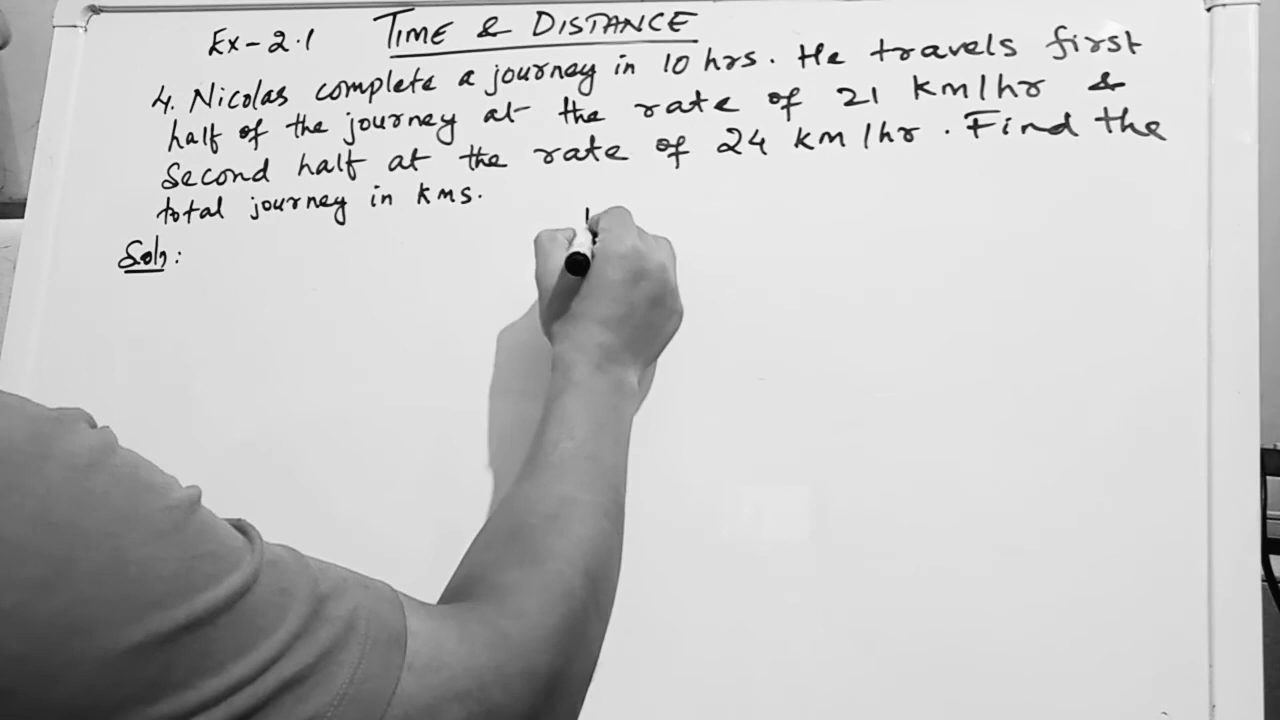 Ex-2.1 TIME & DISTANCE
4. Nicolas complete a journey in 10 hrs. He travels first
half of the journey at the rate of 21 km/hr &
Second half at the rate of 24 km/hr. Find the
total journey in kms.
Soln: